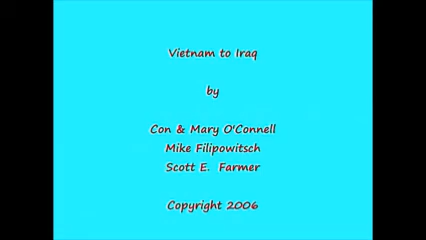 Vietnam to Iraq
by
Con & Mary O'Connell
Mike Filipowitsch
Scott E. Farmer
Copyright 2006